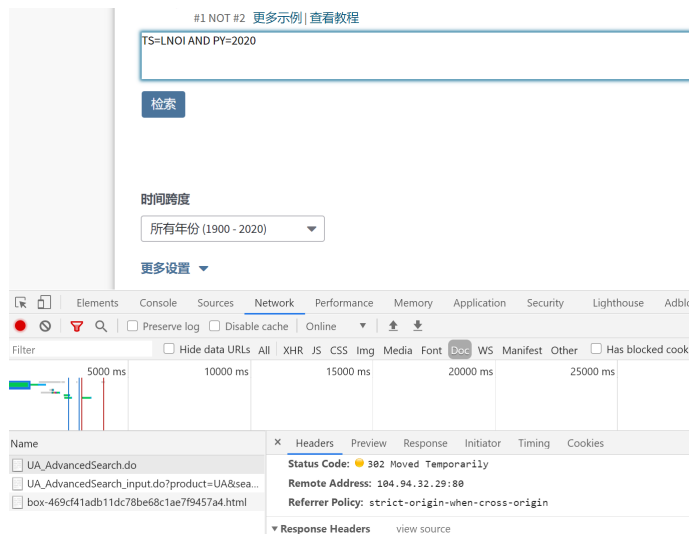 #1 NOT #2 更多示例 | 查看教程
TS=LNOI AND PY=2020
检索
时间跨度
所有年份 (1900 - 2020)
更多设置
Elements Console Sources Network Performance Memory Application Security Lighthouse Adblo
Preserve log Disable cache Online
Filter Hide data URLs All XHR JS CSS Img Media Font Doc WS Manifest Other Has blocked cook
5000 ms 10000 ms 15000 ms 20000 ms 25000 ms
Name × Headers Preview Response Initiator Timing Cookies
UA_AdvancedSearch.do Status Code: 302 Moved Temporarily
UA_AdvancedSearch_input.do?product=UA&sea... Remote Address: 104.94.32.29:80
box-469cf41adb11dc78be68c1ae7f9457a4.html Referrer Policy: strict-origin-when-cross-origin
Response Headers view source